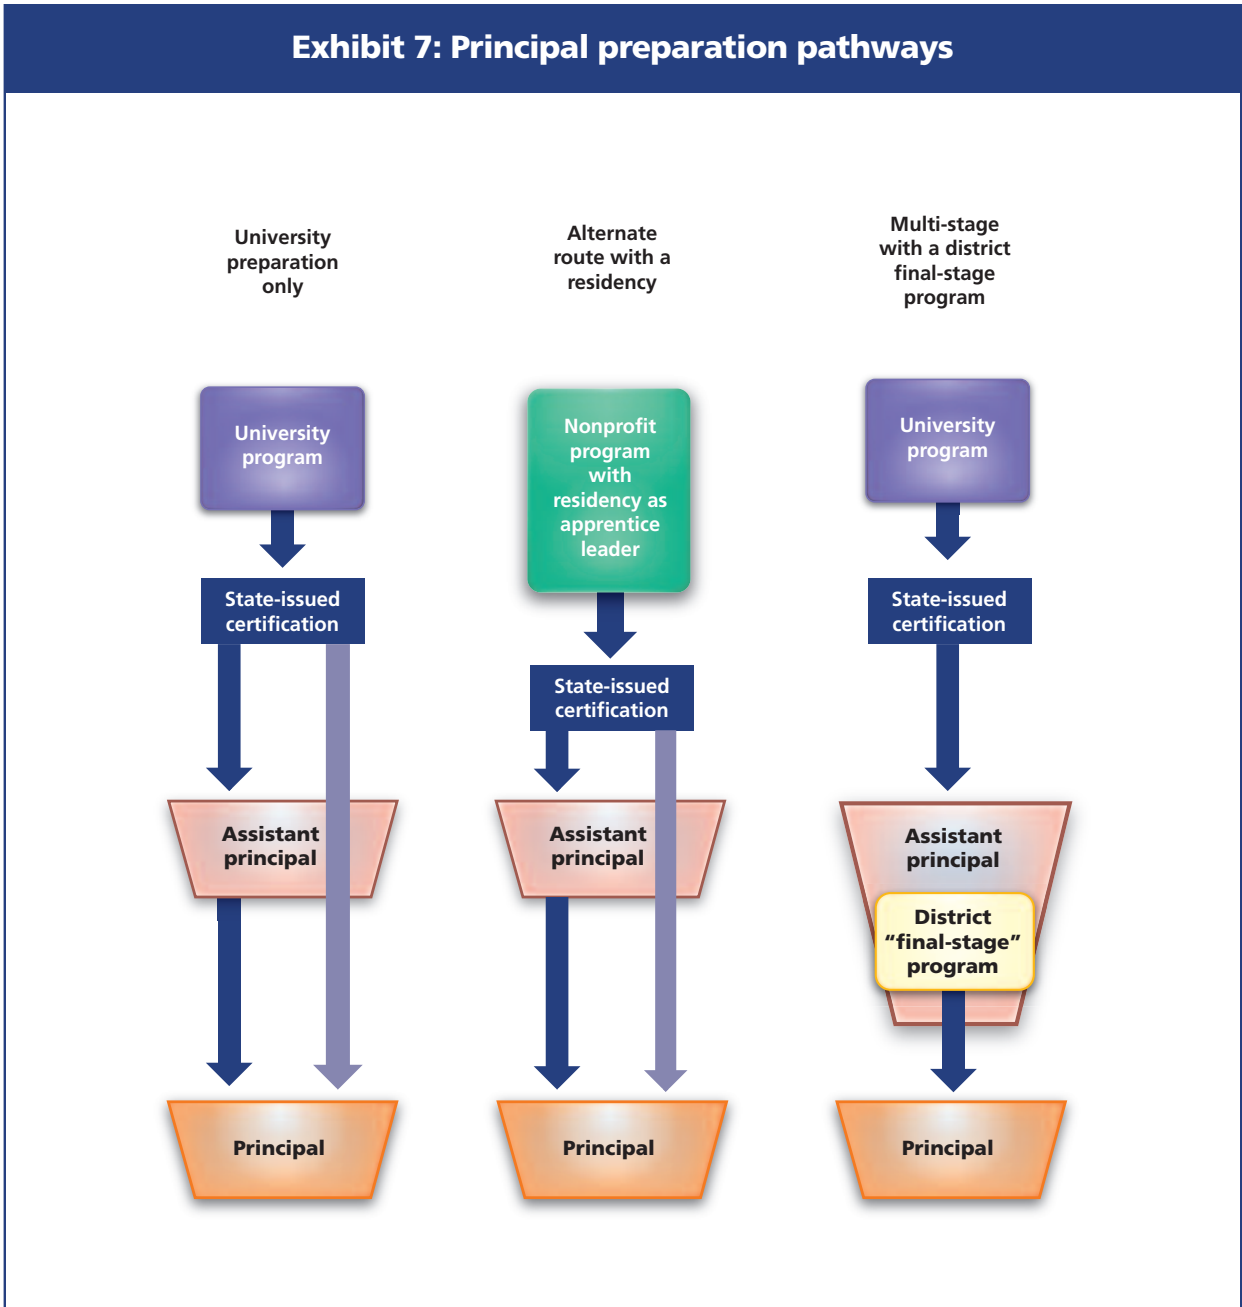 Exhibit 7: Principal preparation pathways
University
preparation
only
Alternate
route with a
residency
Multi-stage
with a district
final-stage
program
University
program
State-issued
certification
Assistant
principal
Principal
Nonprofit
program
with
residency as
apprentice
leader
State-issued
certification
Assistant
principal
Principal
University
program
State-issued
certification
Assistant
principal
District
“final-stage”
program
Principal